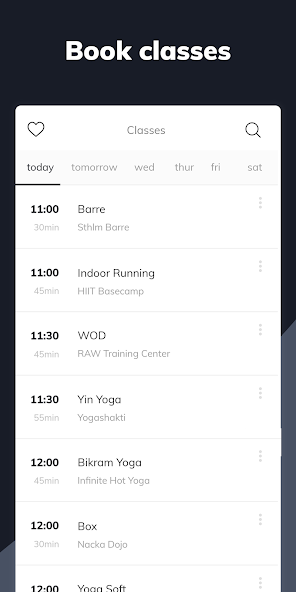 Book classes
Classes
today tomorrow wed thur fri sat
11:00 Barre
30min Sthlm Barre
11:00 Indoor Running
45min HIIT Basecamp
11:30 WOD
45min RAW Training Center
11:30 Yin Yoga
55min Yogashakti
12:00 Bikram Yoga
45min Infinite Hot Yoga
12:00 Box
30min Nacka Dojo
12:00 Yoga Soft